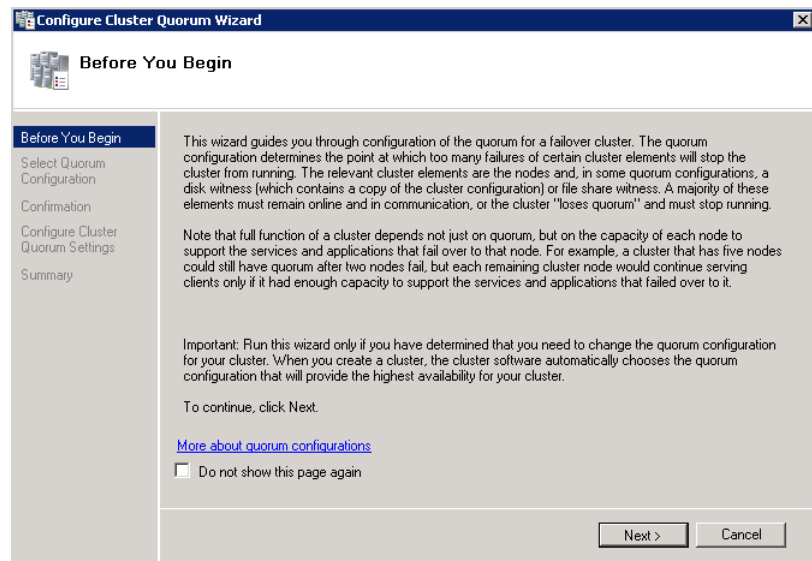 Configure Cluster Quorum Wizard
Before You Begin
Before You Begin
Select Quorum
Configuration
Confirmation
Configure Cluster
Quorum Settings
Summary
This wizard guides you through configuration of the quorum for a failover cluster. The quorum
configuration determines the point at which too many failures of certain cluster elements will stop the
cluster from running. The relevant cluster elements are the nodes and, in some quorum configurations, a
disk witness (which contains a copy of the cluster configuration) or file share witness. A majority of these
elements must remain online and in communication, or the cluster "loses quorum" and must stop running.
Note that full function of a cluster depends not just on quorum, but on the capacity of each node to
support the services and applications that fail over to that node. For example, a cluster that has five nodes
could still have quorum after two nodes fail, but each remaining cluster node would continue serving
clients only if it had enough capacity to support the services and applications that failed over to it.
Important: Run this wizard only if you have determined that you need to change the quorum configuration
for your cluster. When you create a cluster, the cluster software automatically chooses the quorum
configuration that will provide the highest availability for your cluster.
To continue, click Next.
More about quorum configurations
Do not show this page again
Next >
Cancel